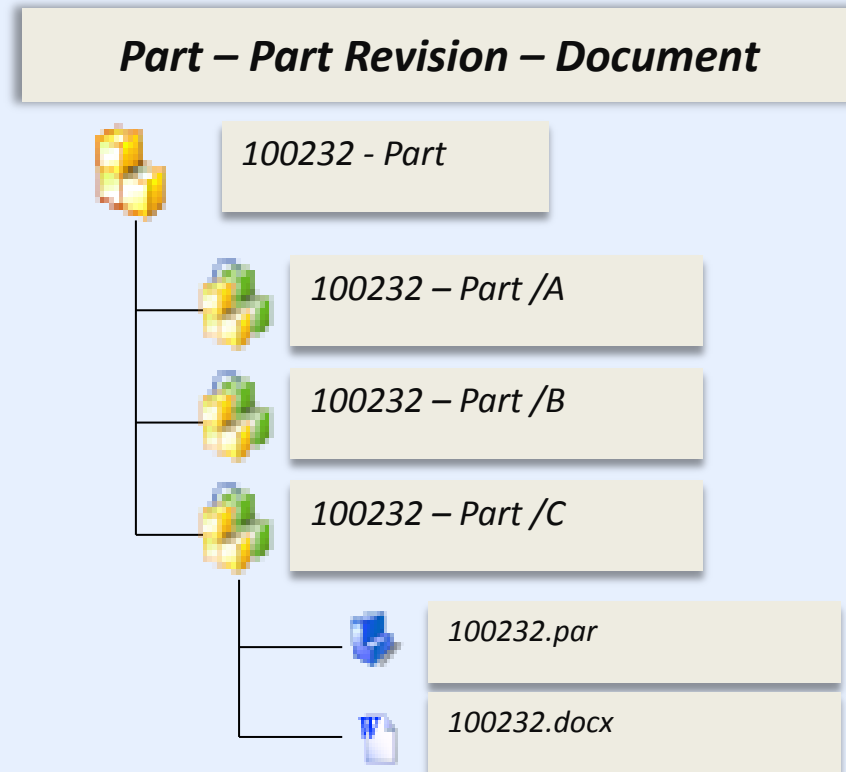 Part – Part Revision – Document
100232 - Part
100232 – Part /A
100232 – Part /B
100232 – Part /C
100232.par
W
100232.docx